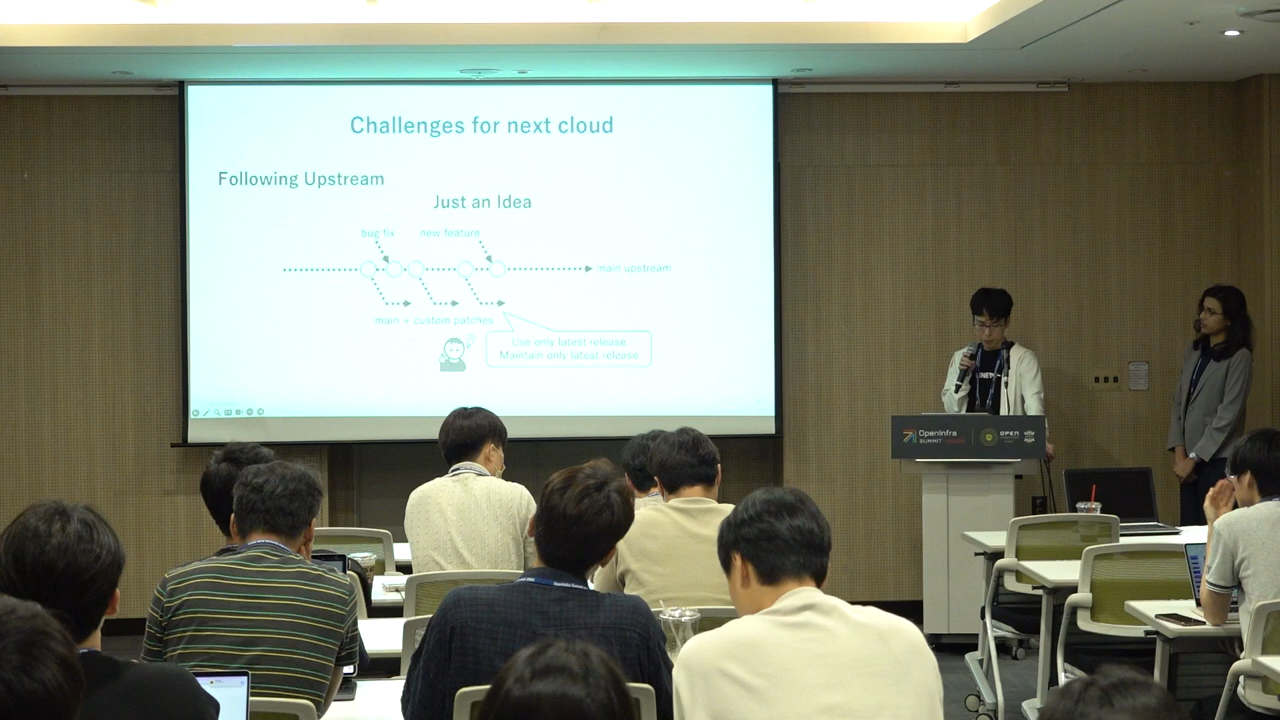 Challenges for next cloud
Following Upstream
Just an Idea
bug fix
new feature
main upstream
main + custom patches
Use only latest release
Maintain only latest release
OpenInfra
SUMMIT
OPEN